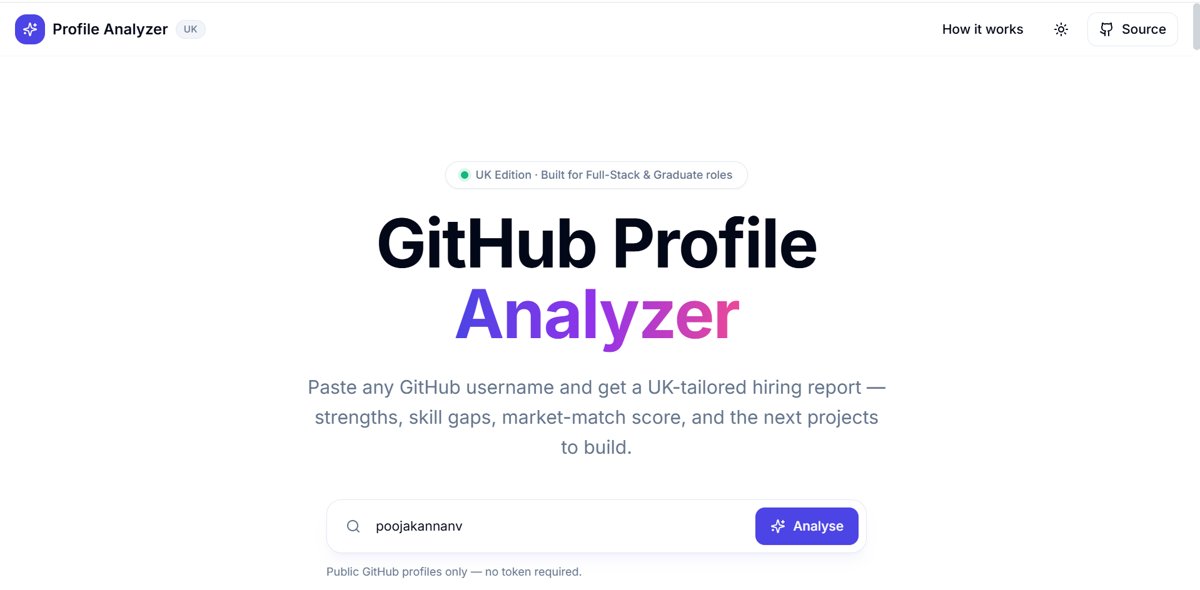 Profile Analyzer UK
How it works
Source
UK Edition · Built for Full-Stack & Graduate roles
GitHub Profile
Analyzer
Paste any GitHub username and get a UK-tailored hiring report —
strengths, skill gaps, market-match score, and the next projects
to build.
poojakannanv
Analyse
Public GitHub profiles only — no token required.